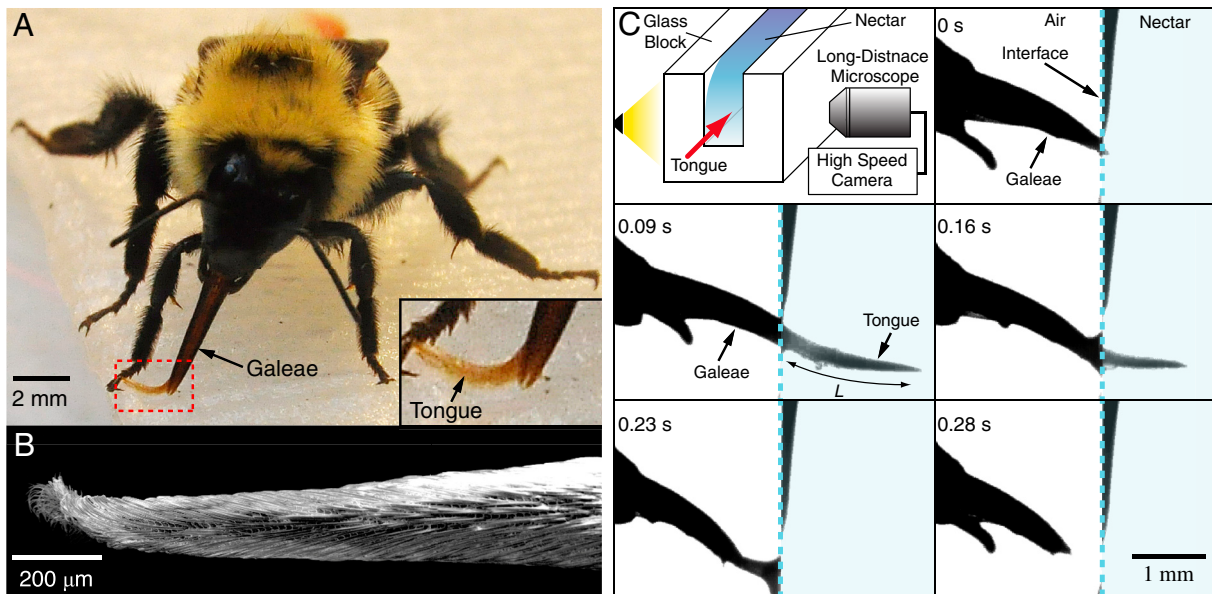 A
Galeae
2 mm
Tongue
B
200 μm
C
Glass
Block
Nectar
Long-Distnace
Microscope
Tongue
High Speed
Camera
0 s
Air
Nectar
Interface
Galeae
0.09 s
Tongue
Galeae
L
0.16 s
0.23 s
0.28 s
1 mm